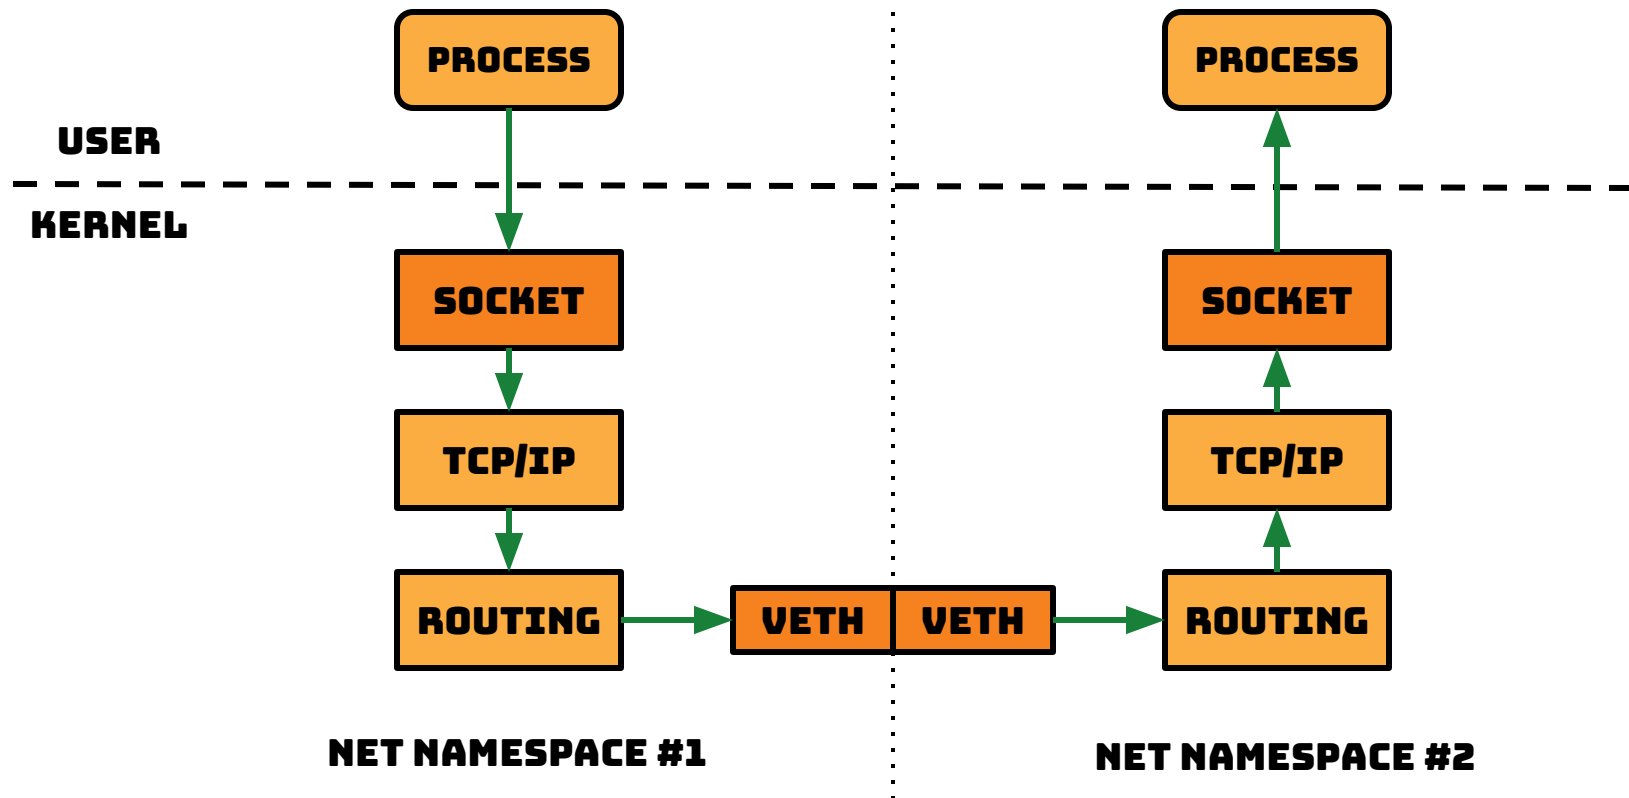 PROCESS
PROCESS
USER
KERNEL
SOCKET
SOCKET
TCP/IP
TCP/IP
ROUTING
VETH
VETH
ROUTING
NET NAMESPACE #1
NET NAMESPACE #2